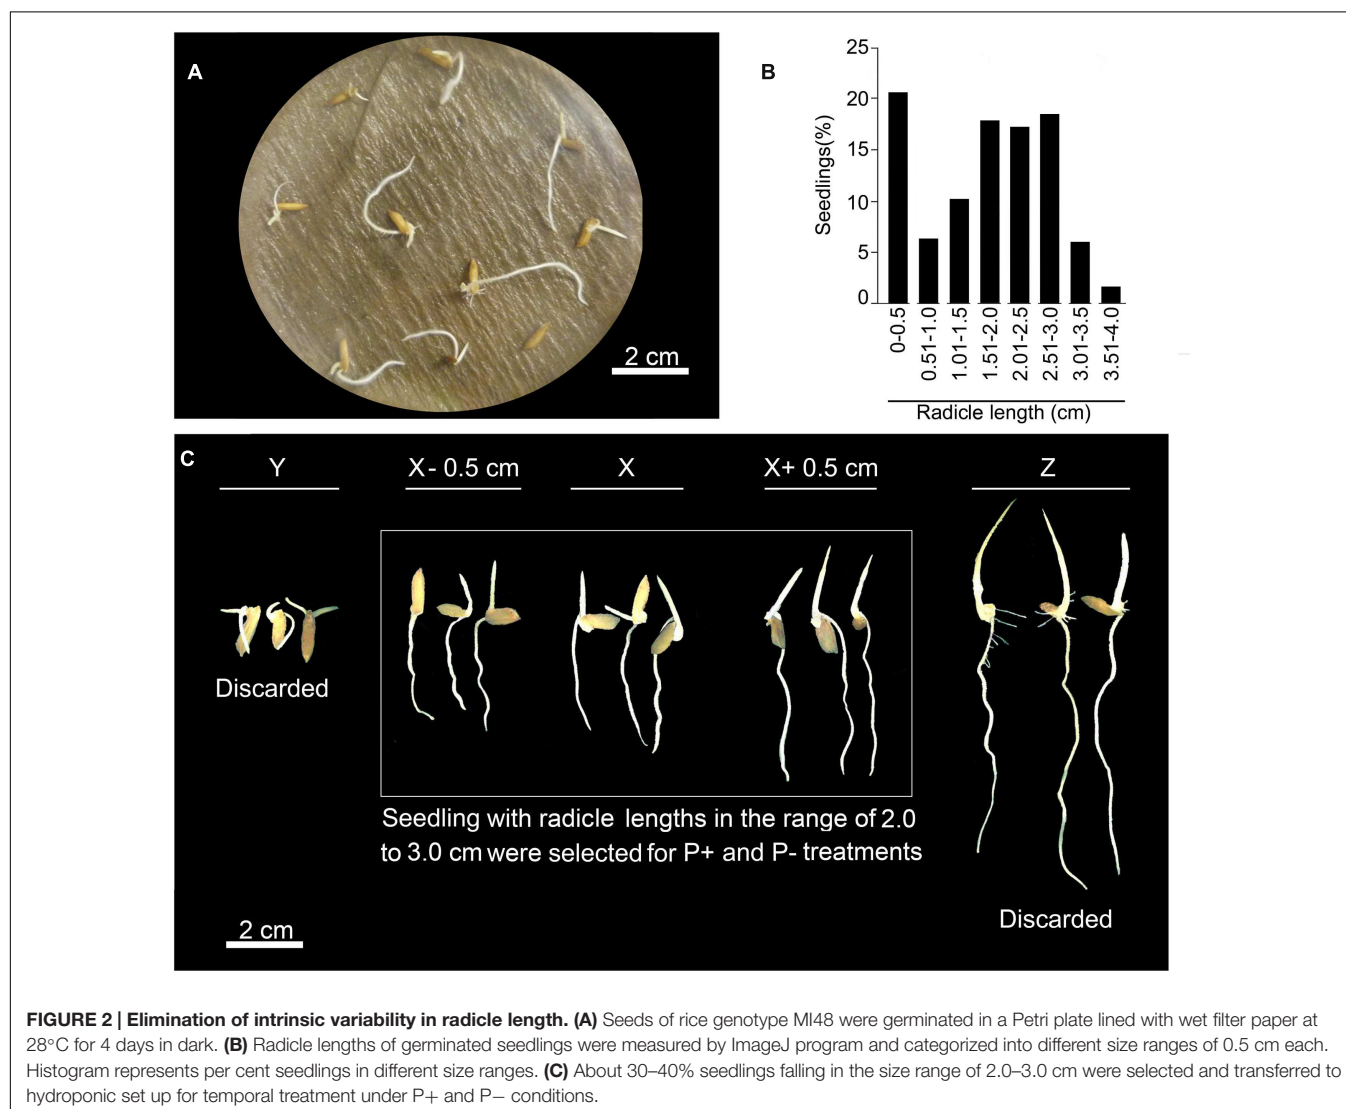 A
2 cm
B
25
20
15
10
5
0
Seedlings(%)
0-0.5
0.51-1.0
1.01-1.5
1.51-2.0
2.01-2.5
2.51-3.0
3.01-3.5
3.51-4.0
Radicle length (cm)
C
Y
X- 0.5 cm
X
X+ 0.5 cm
Z
Discarded
Seedling with radicle lengths in the range of 2.0
to 3.0 cm were selected for P+ and P- treatments
Discarded
2 cm
FIGURE 2 | Elimination of intrinsic variability in radicle length. (A) Seeds of rice genotype MI48 were germinated in a Petri plate lined with wet filter paper at
28°C for 4 days in dark. (B) Radicle lengths of germinated seedlings were measured by ImageJ program and categorized into different size ranges of 0.5 cm each.
Histogram represents per cent seedlings in different size ranges. (C) About 30–40% seedlings falling in the size range of 2.0–3.0 cm were selected and transferred to
hydroponic set up for temporal treatment under P+ and P− conditions.